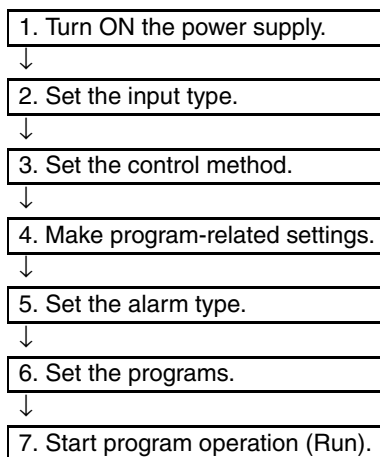 1. Turn ON the power supply.
↓
2. Set the input type.
↓
3. Set the control method.
↓
4. Make program-related settings.
↓
5. Set the alarm type.
↓
6. Set the programs.
↓
7. Start program operation (Run).